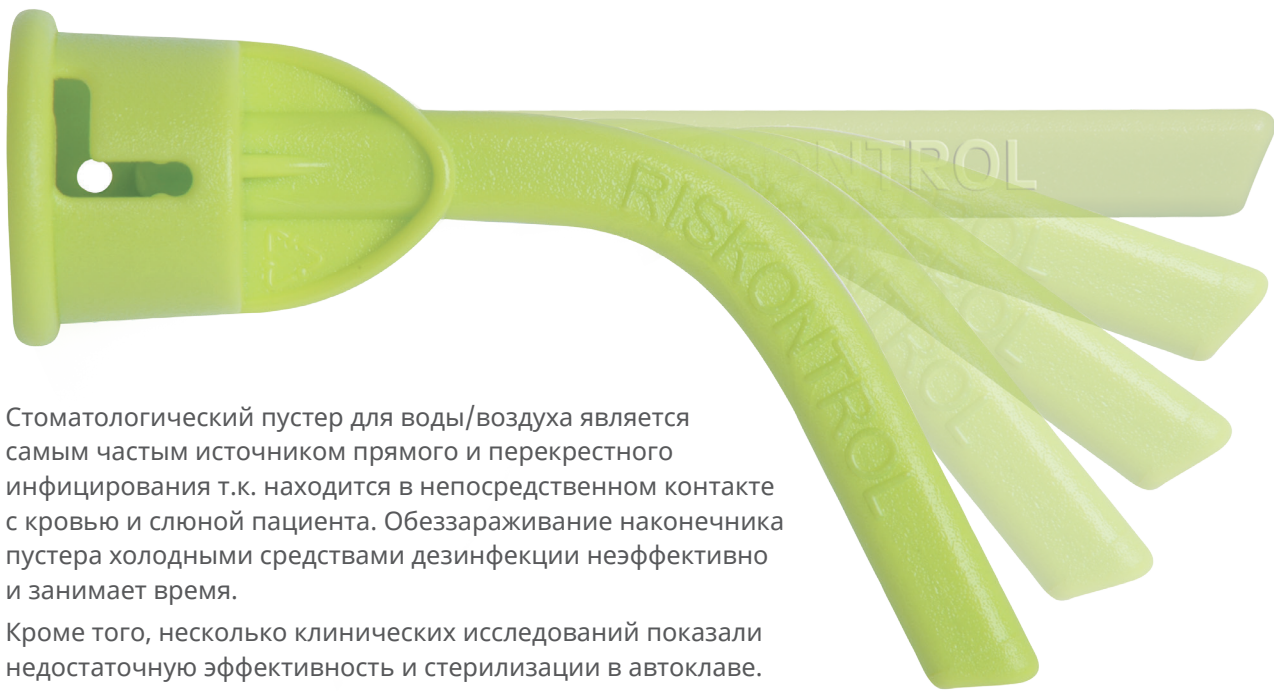 RISKONTROL
KONTROL
Стоматологический пустер для воды/воздуха является
самым частым источником прямого и перекрестного
инфицирования т.к. находится в непосредственном контакте
с кровью и слюной пациента. Обеззараживание наконечника
пустера холодными средствами дезинфекции неэффективно
и занимает время.
Кроме того, несколько клинических исследований показали
недостаточную эффективность и стерилизации в автоклаве.